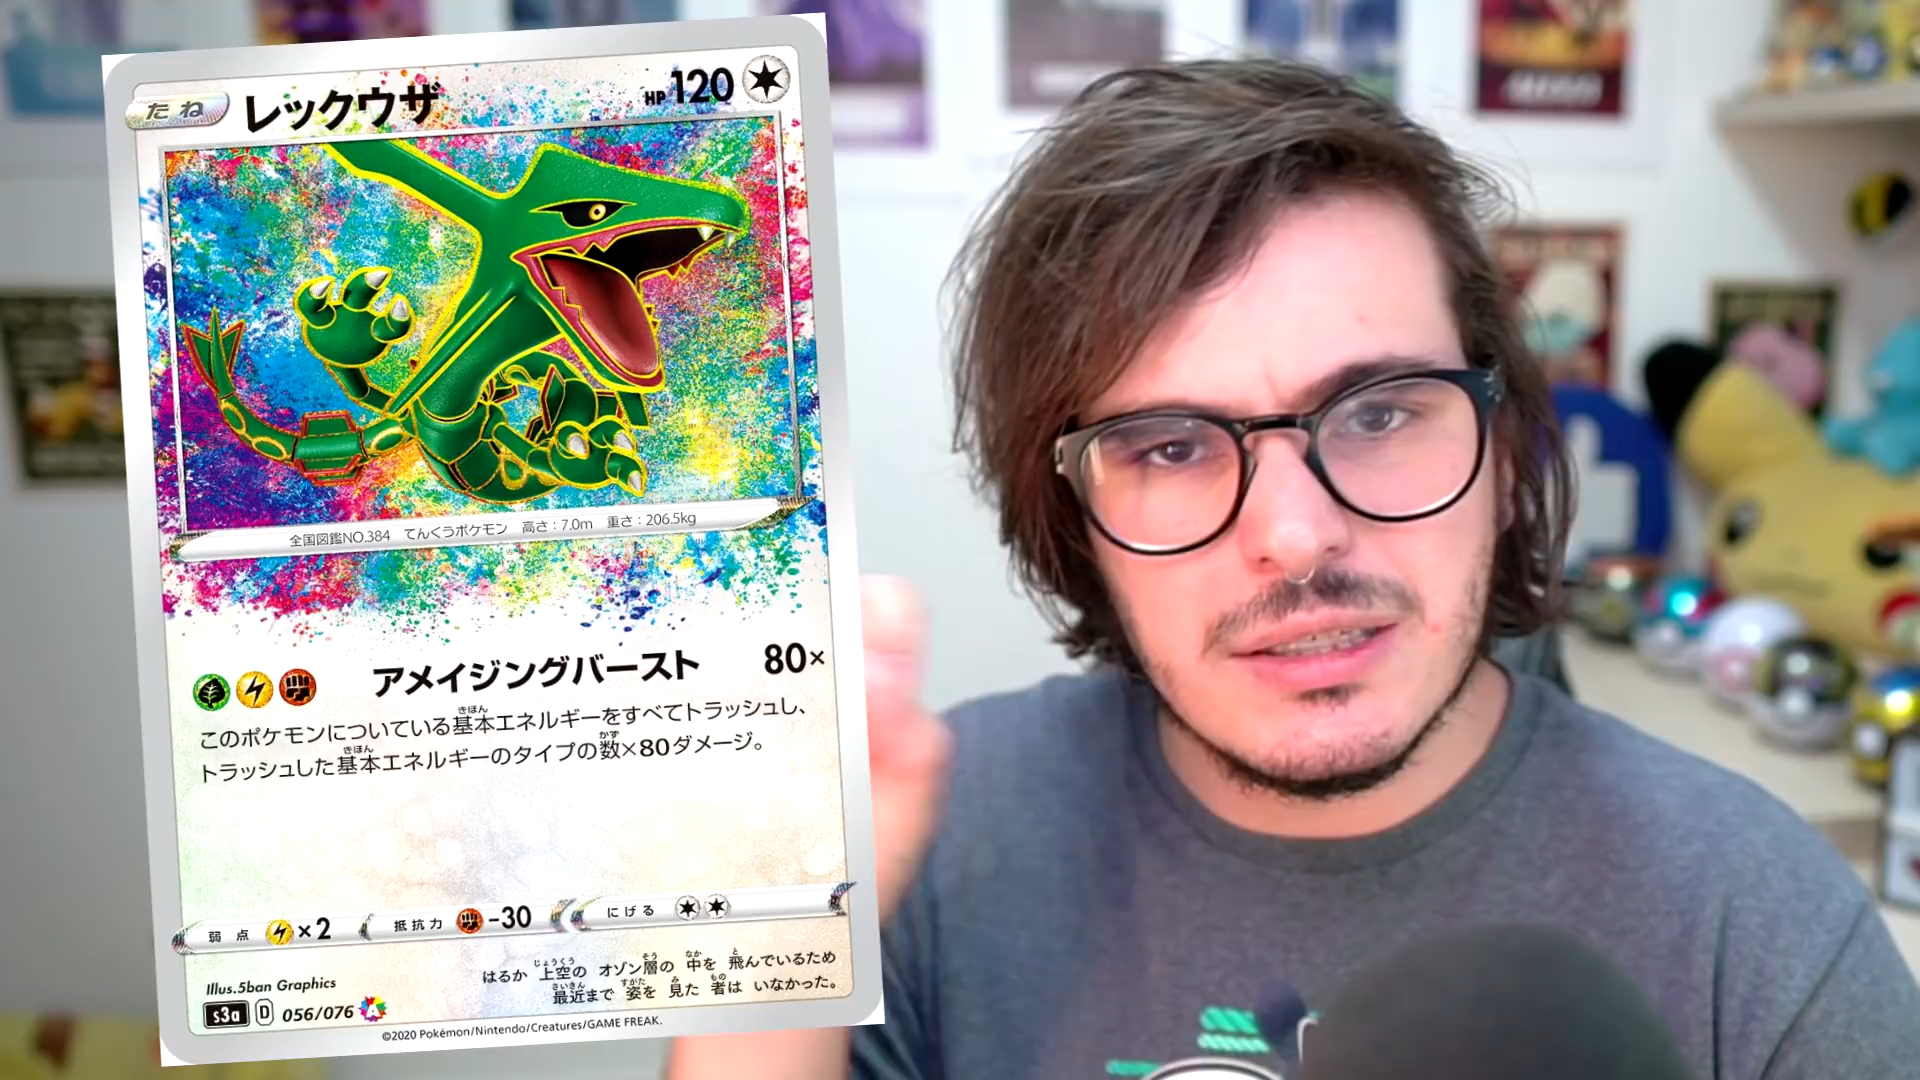 たね レックウザ HP 120
全国図鑑NO.384 てんくうポケモン 高さ:7.0m 重さ:206.5kg
アメイジングバースト 80×
このポケモンについている基本エネルギーをすべてトラッシュし、
トラッシュした基本エネルギーのタイプの数×80ダメージ。
弱点 ×2 抵抗力 -30 にげる
はるか上空の オゾン層の 中を 飛んでいるため
最近まで 姿を 見た 者は いなかった。
Illus.5ban Graphics
s3a D 056/076 A
©2020 Pokémon/Nintendo/Creatures/GAME FREAK.